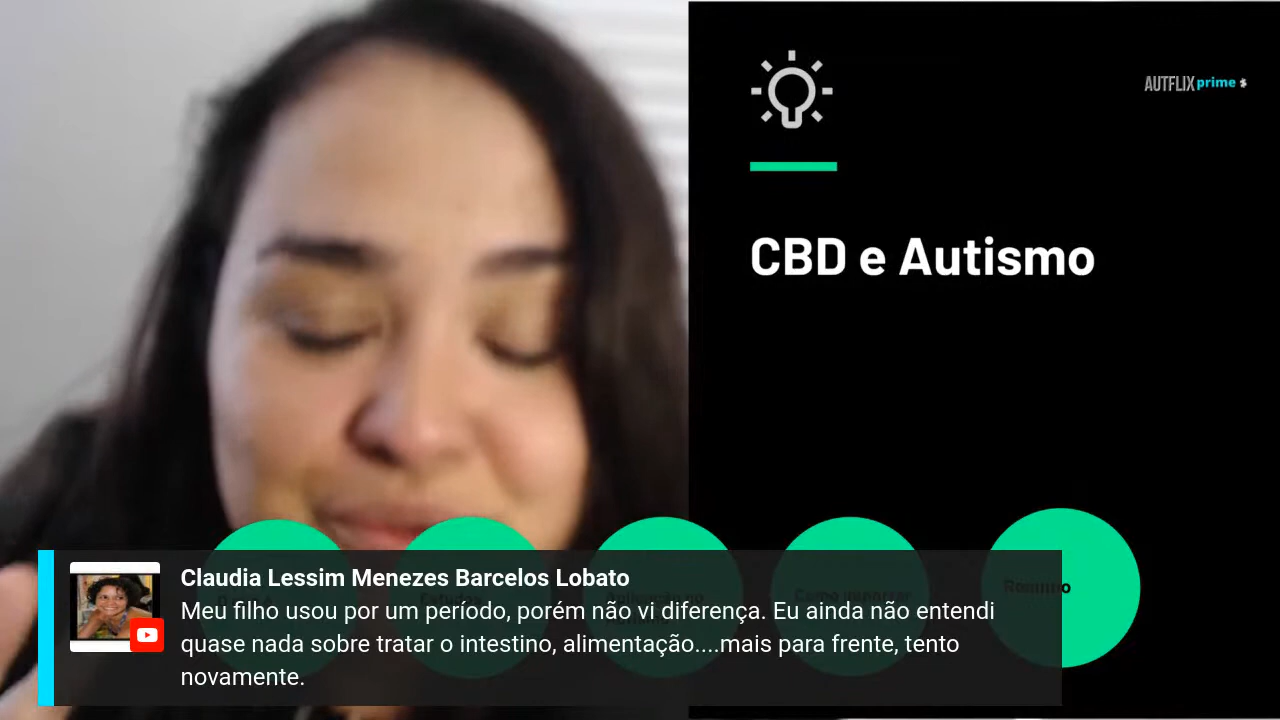 AUTFLIX prime
CBD e Autismo
Resumo
Claudia Lessim Menezes Barcelos Lobato
Meu filho usou por um período, porém não vi diferença. Eu ainda não entendi
quase nada sobre tratar o intestino, alimentação....mais para frente, tento
novamente.